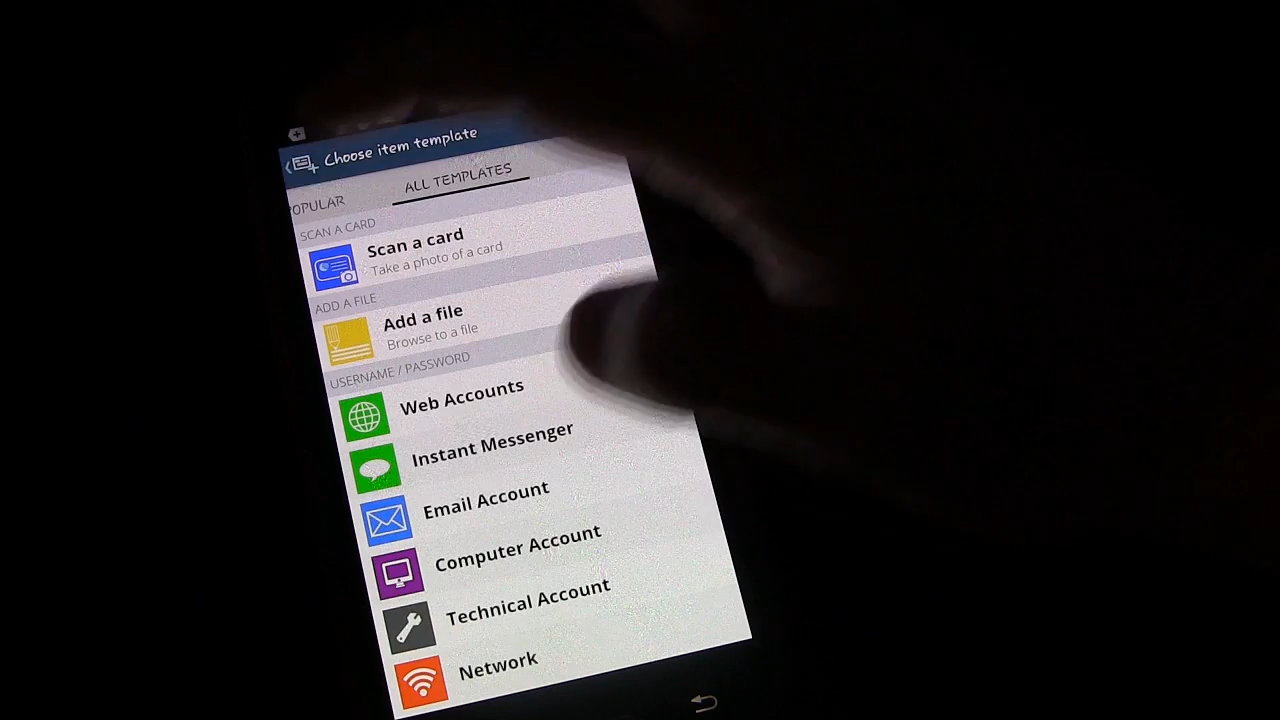 Choose item template
OPULAR
ALL TEMPLATES
SCAN A CARD
Scan a card
Take a photo of a card
ADD A FILE
Add a file
Browse to a file
USERNAME / PASSWORD
Web Accounts
Instant Messenger
Email Account
Computer Account
Technical Account
Network